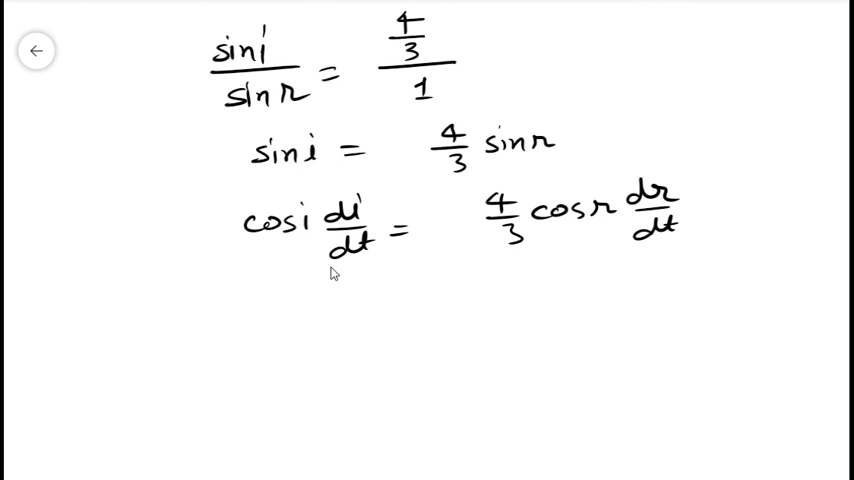 sin i / sin r = (4/3) / 1
sin i = 4/3 sin r
cos i di/dt = 4/3 cos r dr/dt